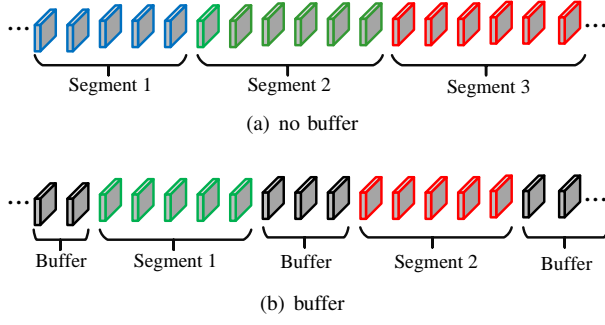 ... ...
Segment 1 Segment 2 Segment 3
(a) no buffer
... ...
Buffer Segment 1 Buffer Segment 2 Buffer
(b) buffer